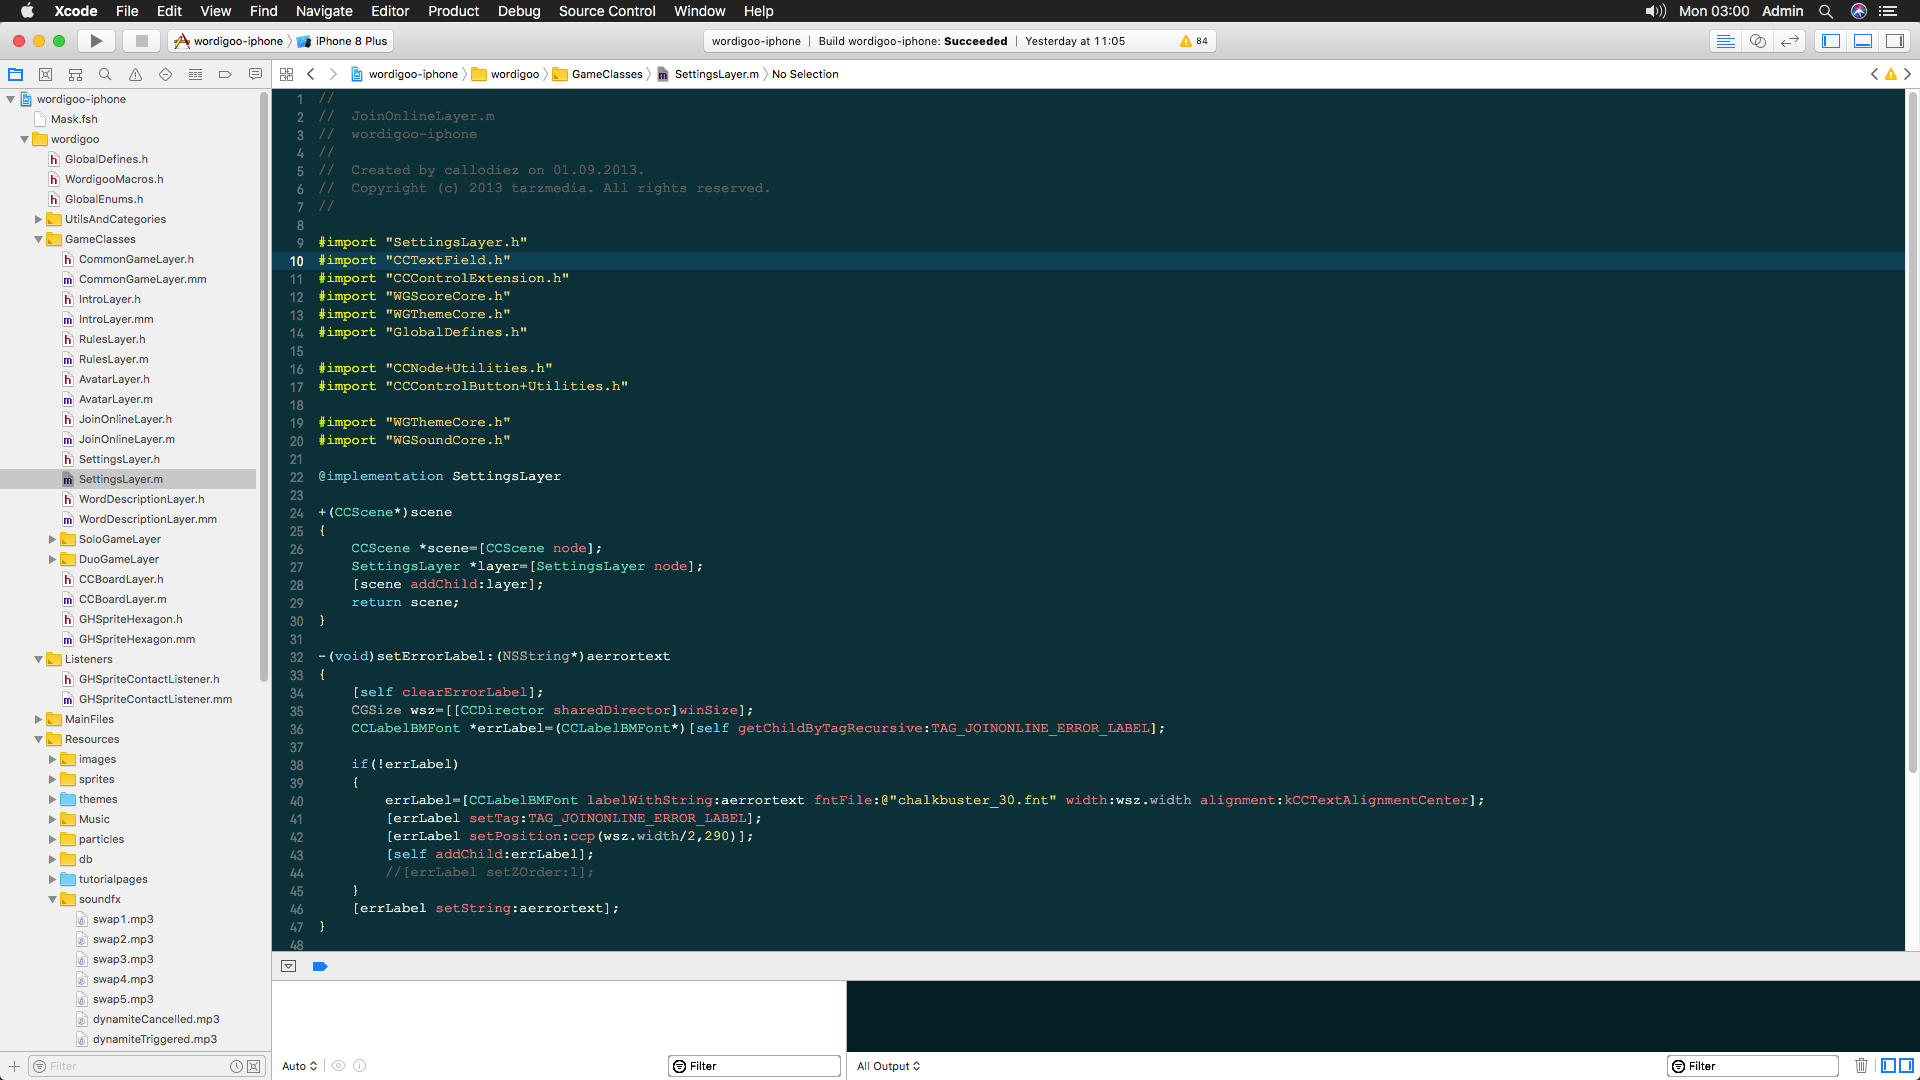 Xcode File Edit View Find Navigate Editor Product Debug Source Control Window Help Mon 03:00 Admin
wordigoo-iphone iPhone 8 Plus wordigoo-iphone | Build wordigoo-iphone: Succeeded | Yesterday at 11:05 84
wordigoo-iphone wordigoo GameClasses SettingsLayer.m No Selection
wordigoo-iphone
Mask.fsh
wordigoo
GlobalDefines.h
WordigooMacros.h
GlobalEnums.h
UtilsAndCategories
GameClasses
CommonGameLayer.h
CommonGameLayer.mm
IntroLayer.h
IntroLayer.mm
RulesLayer.h
RulesLayer.m
AvatarLayer.h
AvatarLayer.m
JoinOnlineLayer.h
JoinOnlineLayer.m
SettingsLayer.h
SettingsLayer.m
WordDescriptionLayer.h
WordDescriptionLayer.mm
SoloGameLayer
DuoGameLayer
CCBoardLayer.h
CCBoardLayer.m
GHSpriteHexagon.h
GHSpriteHexagon.mm
Listeners
GHSpriteContactListener.h
GHSpriteContactListener.mm
MainFiles
Resources
images
sprites
themes
Music
particles
db
tutorialpages
soundfx
swap1.mp3
swap2.mp3
swap3.mp3
swap4.mp3
swap5.mp3
dynamiteCancelled.mp3
dynamiteTriggered.mp3
Filter
1 //
2 //  JoinOnlineLayer.m
3 //  wordigoo-iphone
4 //
5 //  Created by callodiez on 01.09.2013.
6 //  Copyright (c) 2013 tarzmedia. All rights reserved.
7 //
8
9 #import "SettingsLayer.h"
10 #import "CCTextField.h"
11 #import "CCControlExtension.h"
12 #import "WGScoreCore.h"
13 #import "WGThemeCore.h"
14 #import "GlobalDefines.h"
15
16 #import "CCNode+Utilities.h"
17 #import "CCControlButton+Utilities.h"
18
19 #import "WGThemeCore.h"
20 #import "WGSoundCore.h"
21
22 @implementation SettingsLayer
23
24 +(CCScene*)scene
25 {
26     CCScene *scene=[CCScene node];
27     SettingsLayer *layer=[SettingsLayer node];
28     [scene addChild:layer];
29     return scene;
30 }
31
32 -(void)setErrorLabel:(NSString*)aerrortext
33 {
34     [self clearErrorLabel];
35     CGSize wsz=[[CCDirector sharedDirector]winSize];
36     CCLabelBMFont *errLabel=(CCLabelBMFont*)[self getChildByTagRecursive:TAG_JOINONLINE_ERROR_LABEL];
37
38     if(!errLabel)
39     {
40         errLabel=[CCLabelBMFont labelWithString:aerrortext fntFile:@"chalkbuster_30.fnt" width:wsz.width alignment:kCCTextAlignmentCenter];
41         [errLabel setTag:TAG_JOINONLINE_ERROR_LABEL];
42         [errLabel setPosition:ccp(wsz.width/2,290)];
43         [self addChild:errLabel];
44         //[errLabel setZOrder:1];
45     }
46     [errLabel setString:aerrortext];
47 }
48
Auto Filter All Output Filter